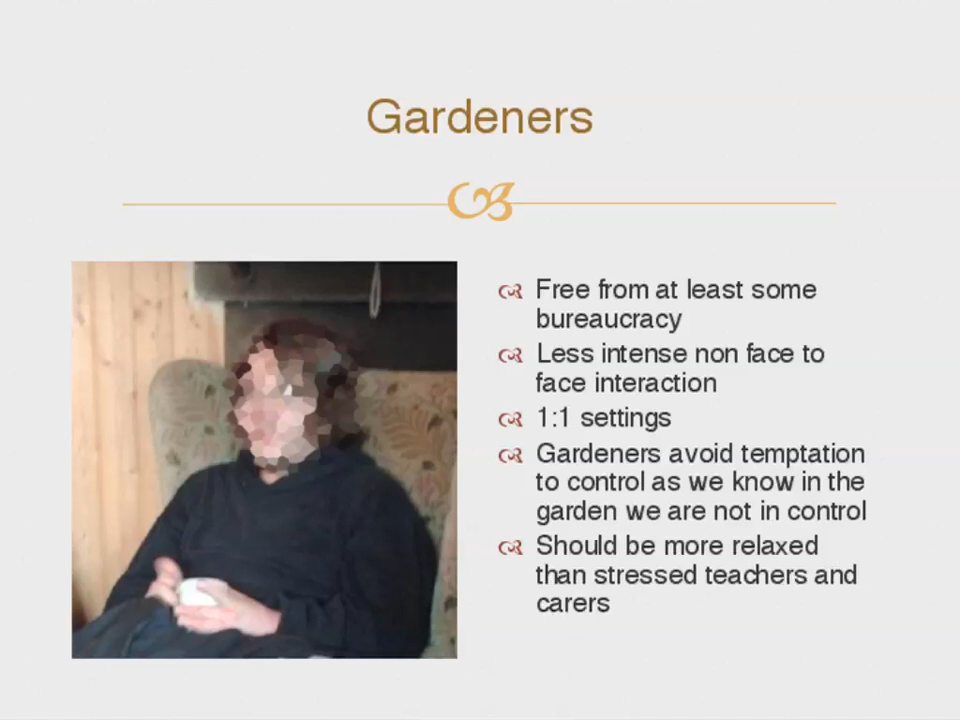 Gardeners
Free from at least some
bureaucracy
Less intense non face to
face interaction
1:1 settings
Gardeners avoid temptation
to control as we know in the
garden we are not in control
Should be more relaxed
than stressed teachers and
carers